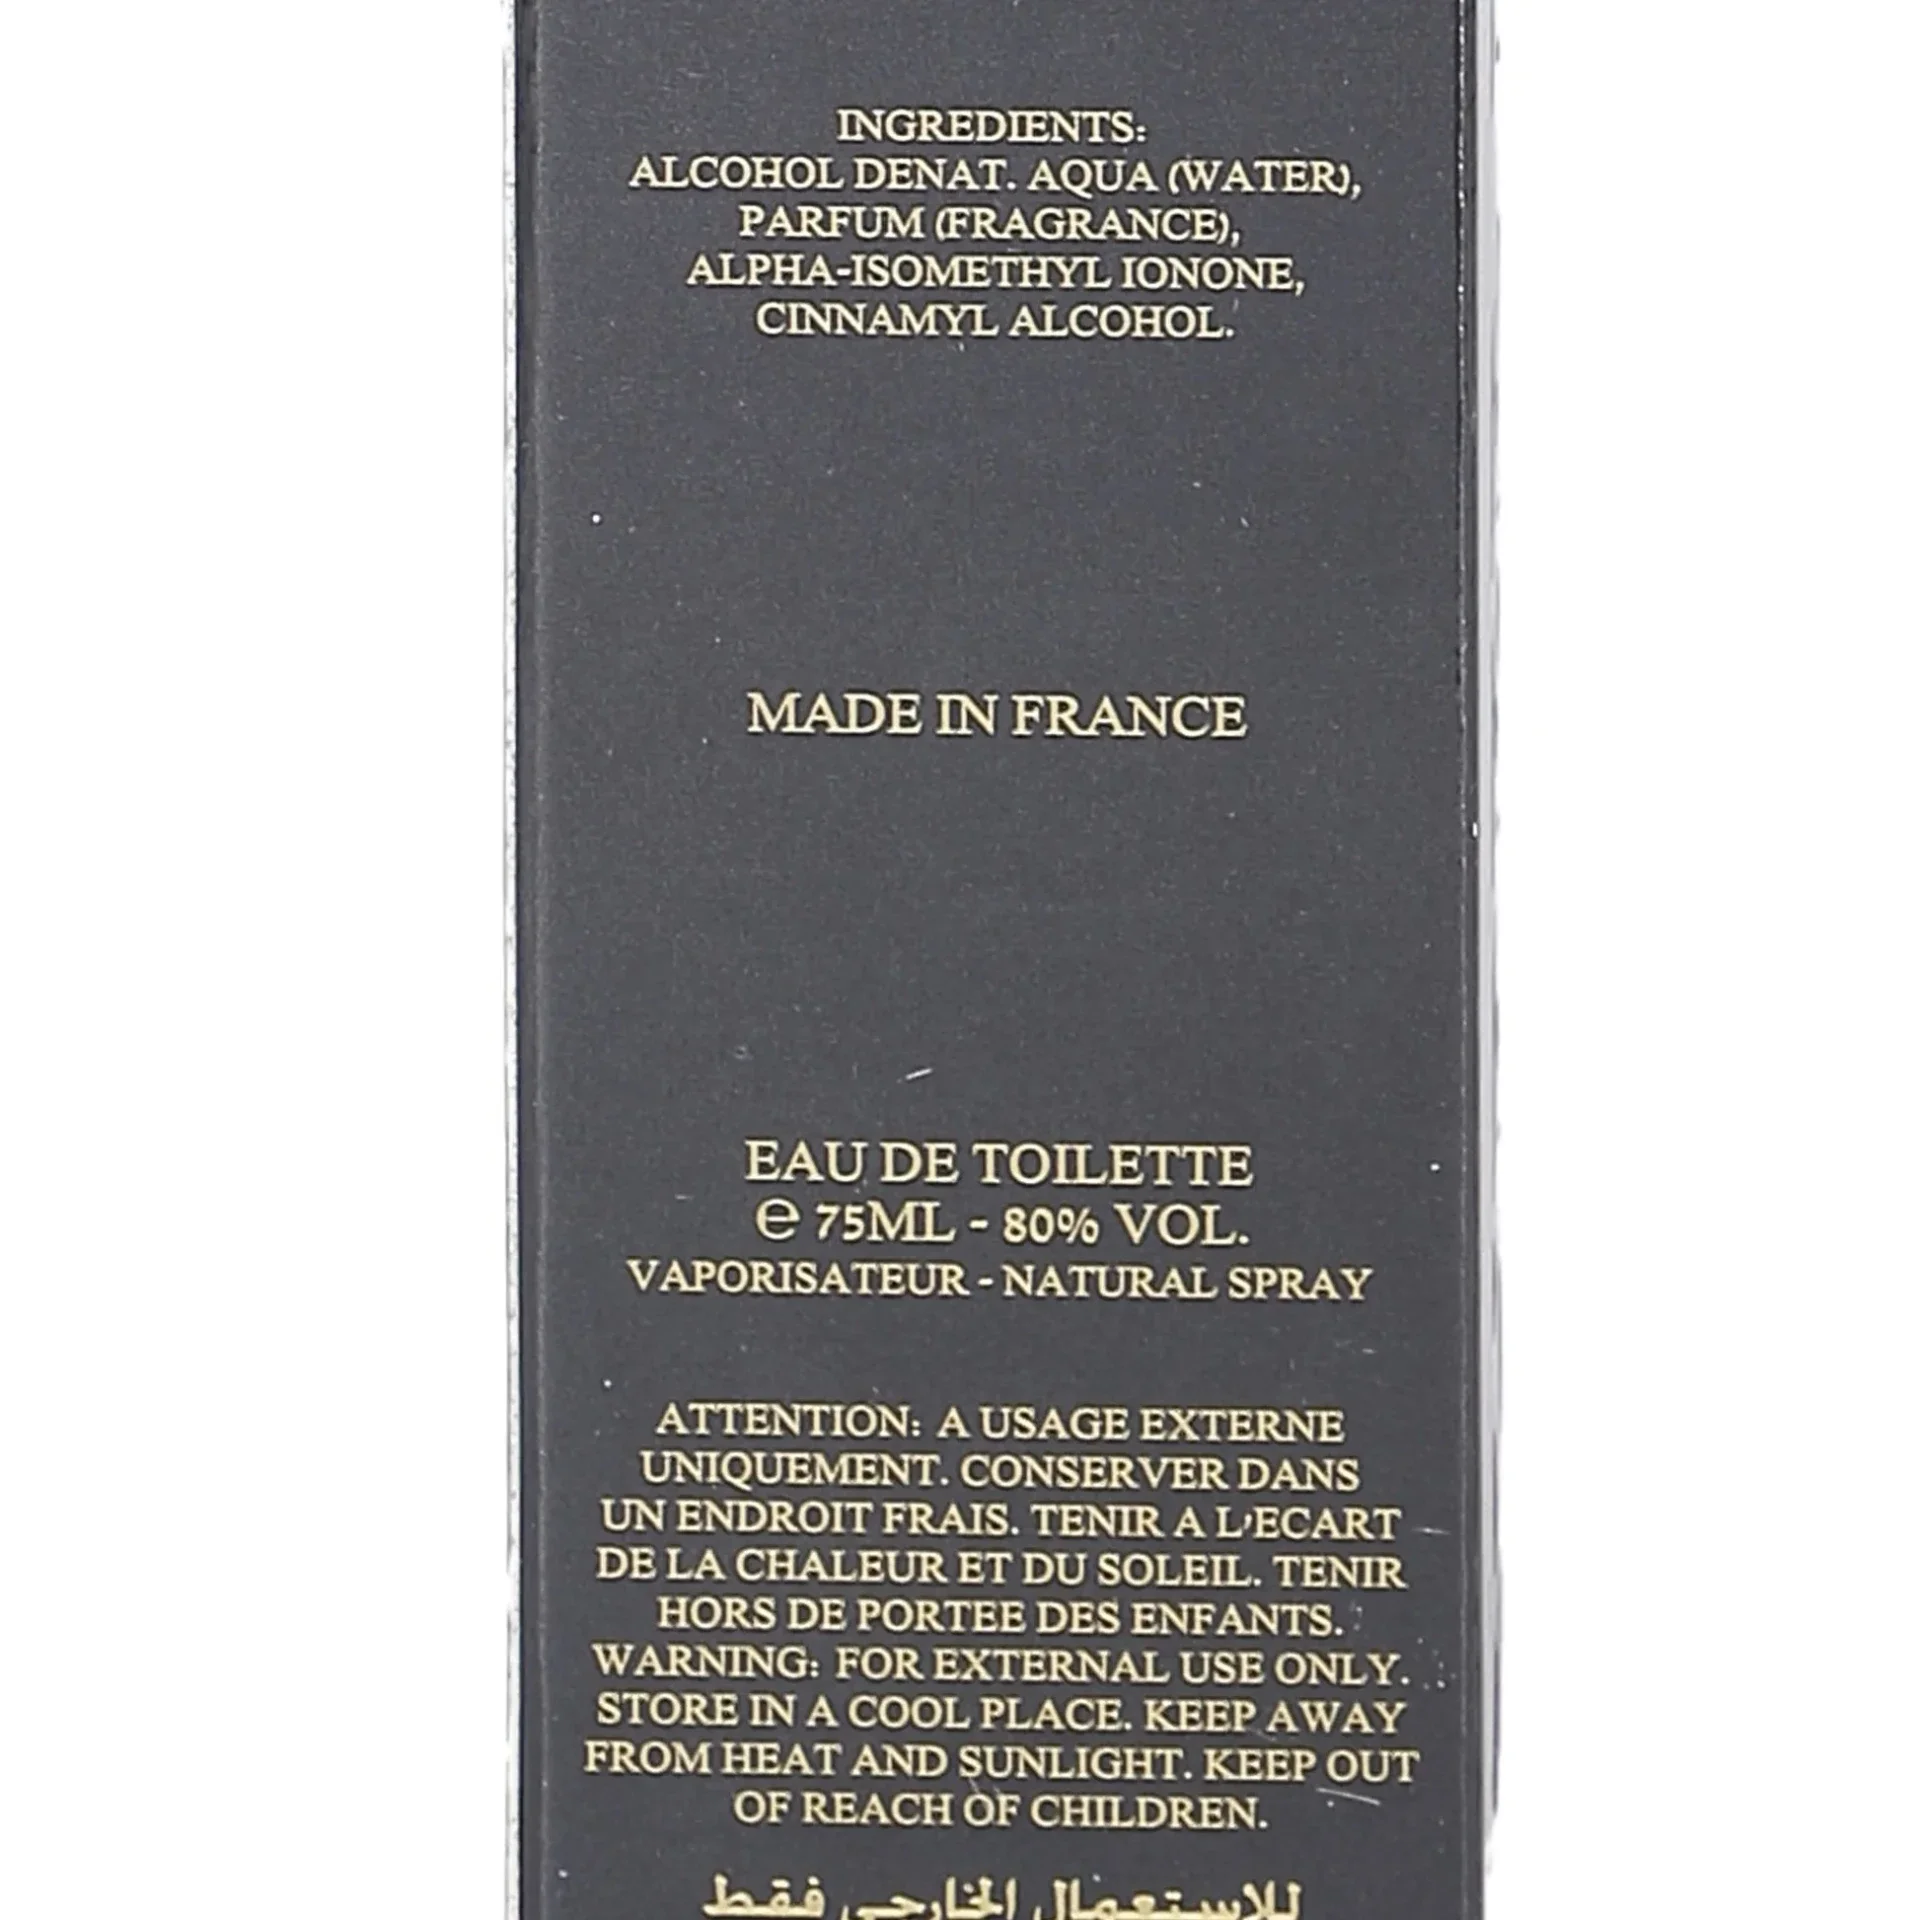 INGREDIENTS:
ALCOHOL DENAT. AQUA (WATER),
PARFUM (FRAGRANCE),
ALPHA-ISOMETHYL IONONE,
CINNAMYL ALCOHOL.
MADE IN FRANCE
EAU DE TOILETTE
℮ 75ML - 80% VOL.
VAPORISATEUR - NATURAL SPRAY
ATTENTION: A USAGE EXTERNE
UNIQUEMENT. CONSERVER DANS
UN ENDROIT FRAIS. TENIR A L'ECART
DE LA CHALEUR ET DU SOLEIL. TENIR
HORS DE PORTEE DES ENFANTS.
WARNING: FOR EXTERNAL USE ONLY.
STORE IN A COOL PLACE. KEEP AWAY
FROM HEAT AND SUNLIGHT. KEEP OUT
OF REACH OF CHILDREN.
للاستعمال الخارجي فقط